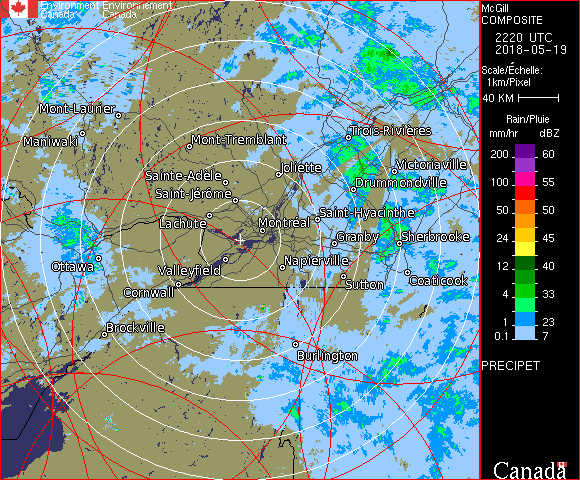 Environment Environnement
Canada Canada
McGill
COMPOSITE
2220 UTC
2018-05-19
Scale/Échelle:
1km/Pixel
40 KM
Rain/Pluie
mm/hr dBZ
200 60
100 55
50 50
24 45
12 40
4 33
2 23
0.1 7
PRECIPET
Canada
Mont-Laurier
Maniwaki
Mont-Tremblant
Trois-Rivières
Joliette
Victoriaville
Sainte-Adèle
Drummondville
Saint-Jérôme
Lachute
Saint-Hyacinthe
Montréal
Granby
Sherbrooke
Ottawa
Valleyfield
Napierville
Cornwall
Sutton
Coaticook
Brockville
Burlington